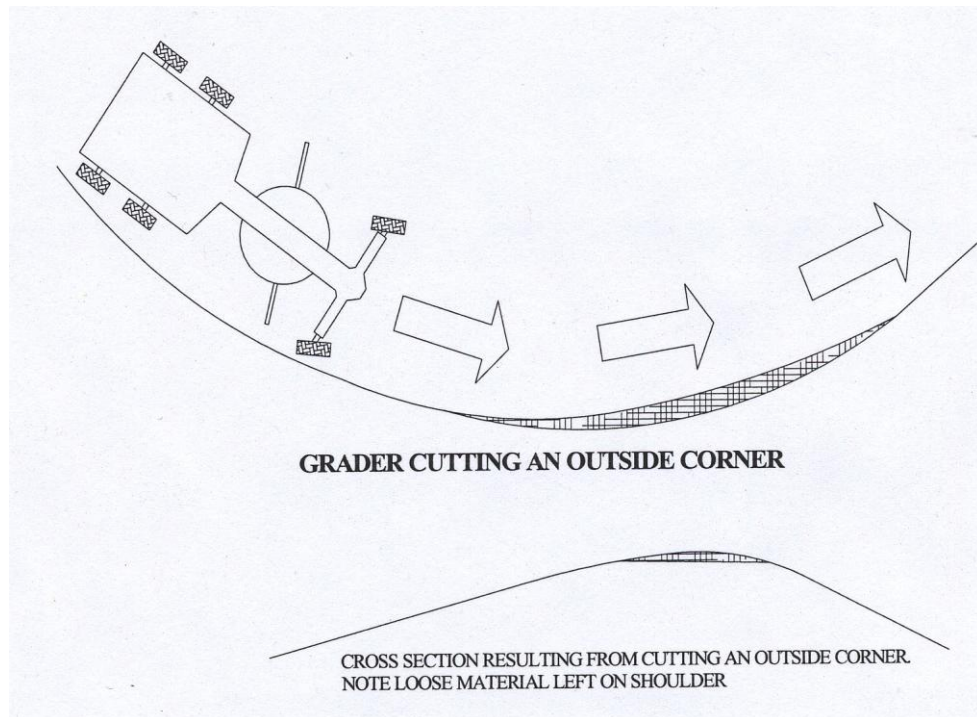 GRADER CUTTING AN OUTSIDE CORNER
CROSS SECTION RESULTING FROM CUTTING AN OUTSIDE CORNER.
NOTE LOOSE MATERIAL LEFT ON SHOULDER